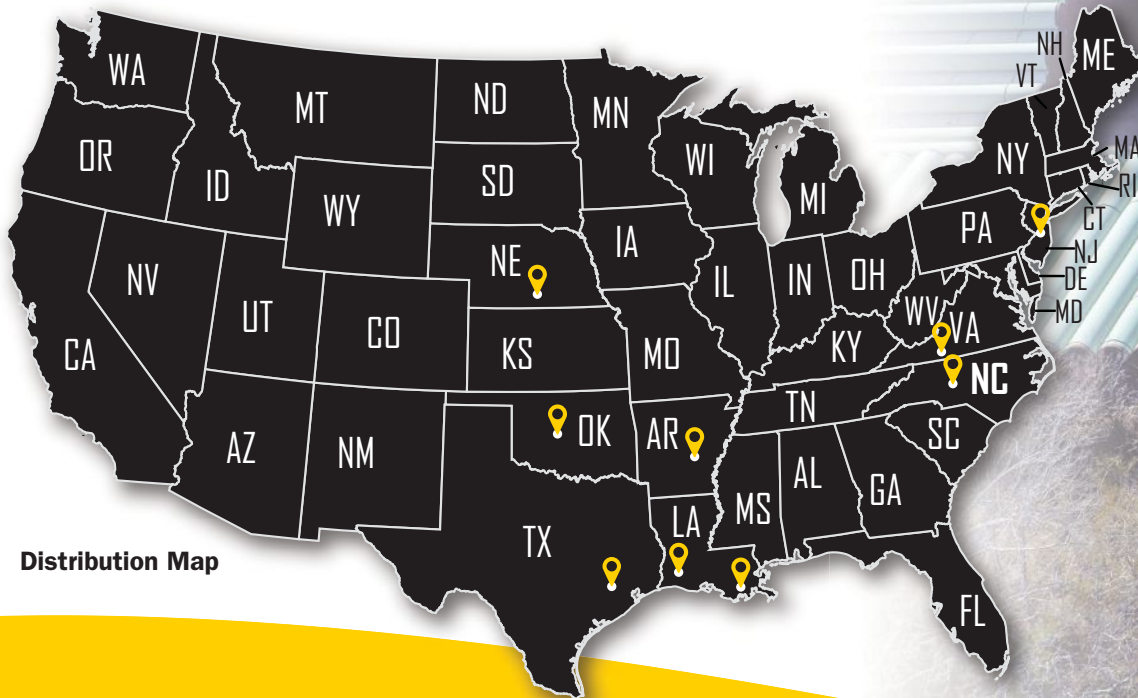 WA
MT
ND
MN
OR
ID
WY
SD
WI
MI
NH
VT
ME
NY
MA
RI
CT
NV
UT
CO
NE
IA
IL
IN
OH
PA
NJ
DE
MD
CA
KS
MO
KY
WV
VA
AZ
NM
OK
AR
TN
NC
SC
TX
LA
MS
AL
GA
FL
Distribution Map